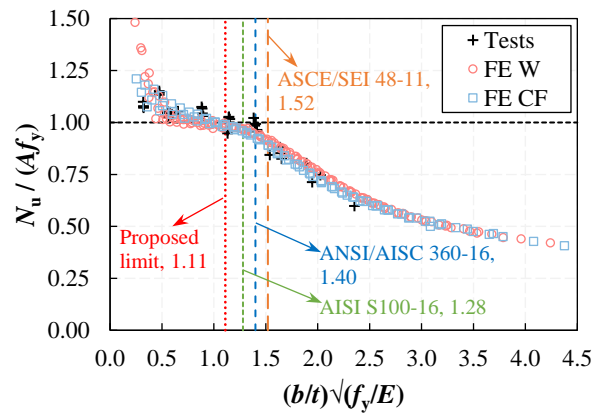 1.50
1.25
1.00
0.75
0.50
0.25
0.00
N_u / (Af_y)
Tests
FE W
FE CF
ASCE/SEI 48-11,
1.52
Proposed
limit, 1.11
ANSI/AISC 360-16,
1.40
AISI S100-16, 1.28
0.0 0.5 1.0 1.5 2.0 2.5 3.0 3.5 4.0 4.5
(b/t)√(f_y/E)